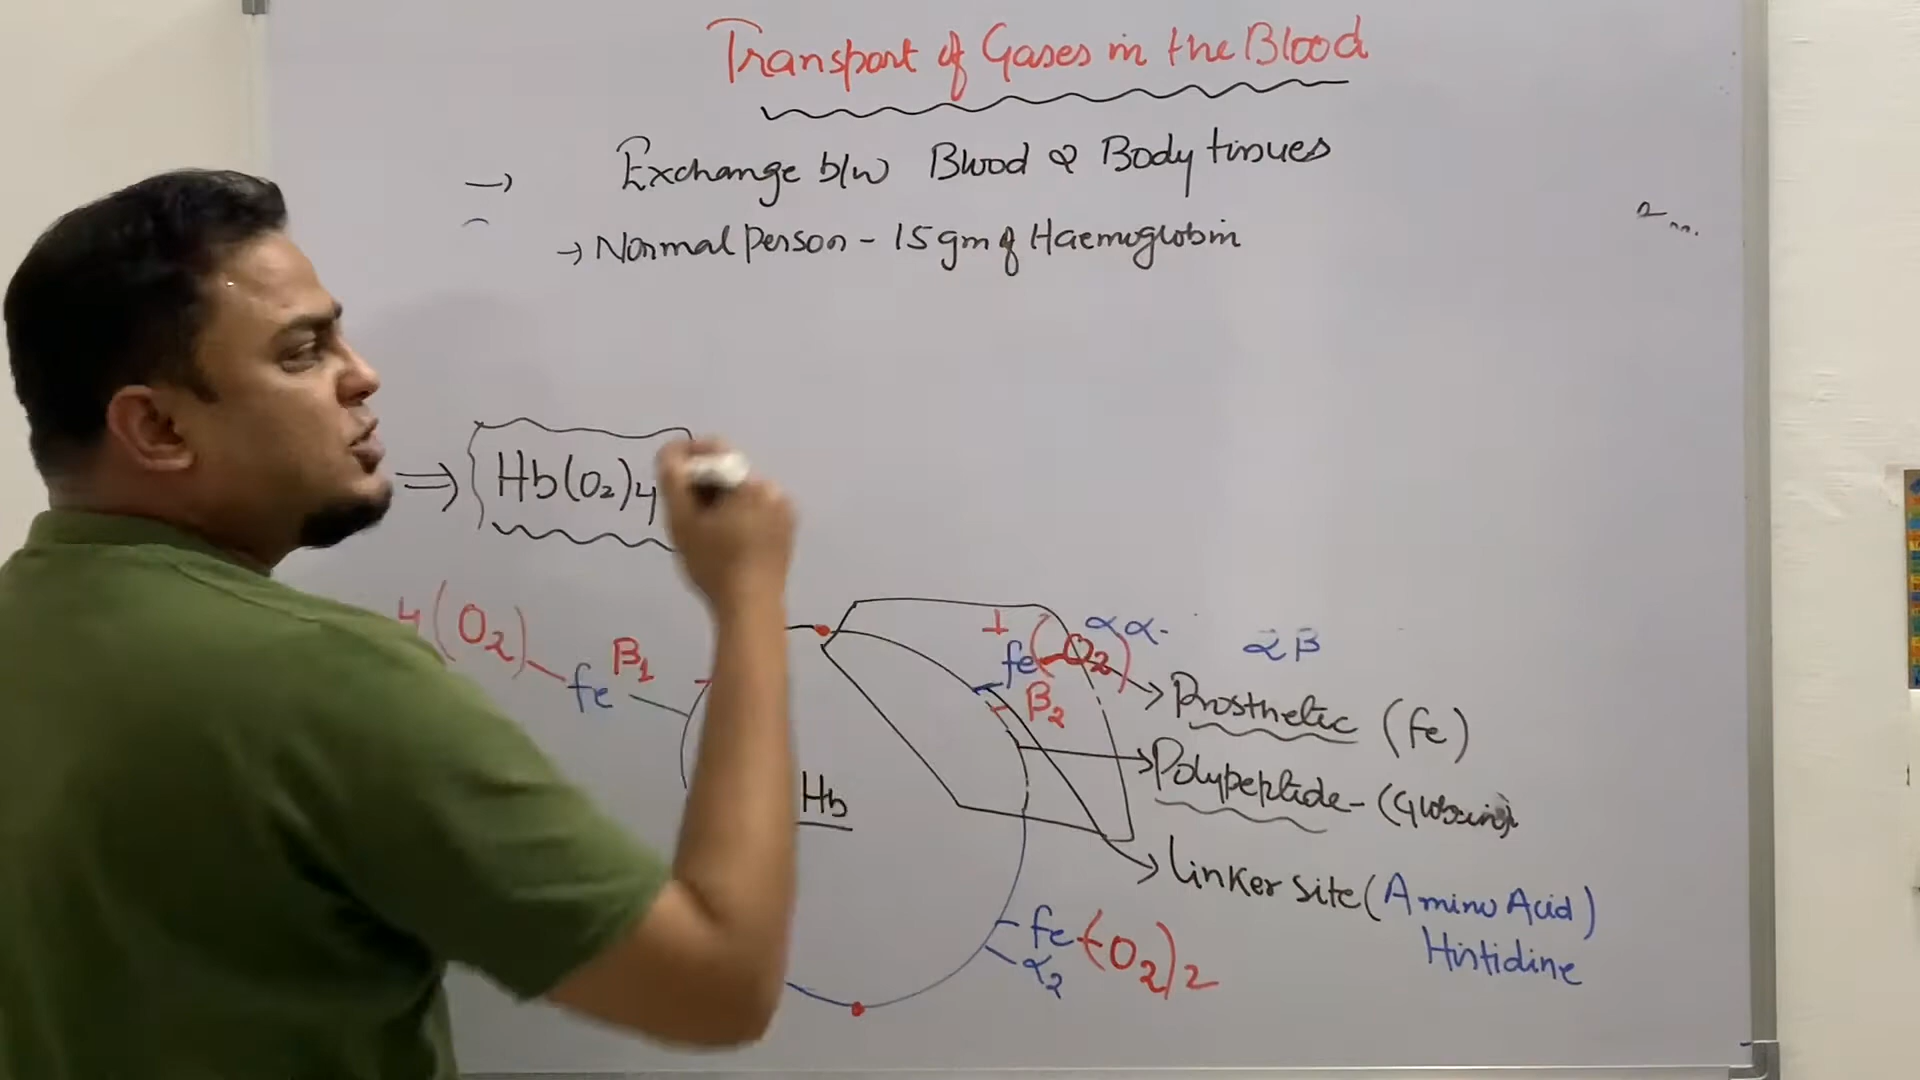 Transport of Gases in the Blood
→ Exchange b/w Blood & Body tissues
→ Normal Person - 15 gm of Haemoglobin
⇒ Hb(O₂)₄
4(O₂)
fe β₁
1
fe (O₂)
β₂
αα-
αβ
Prosthetic (fe)
Polypeptide-
Hb
linker site (Amino Acid)
Histidine
fe-(O₂)2
α₂